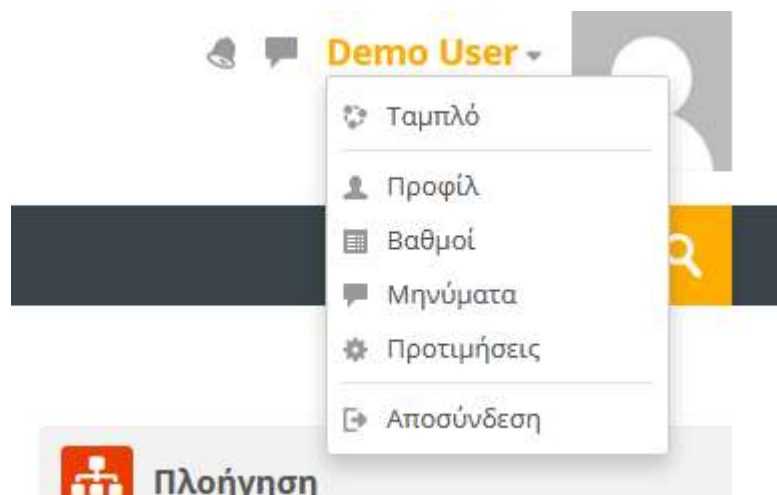 Demo User
Ταμπλό
Προφίλ
Βαθμοί
Μηνύματα
Προτιμήσεις
Αποσύνδεση
Πλοήγηση